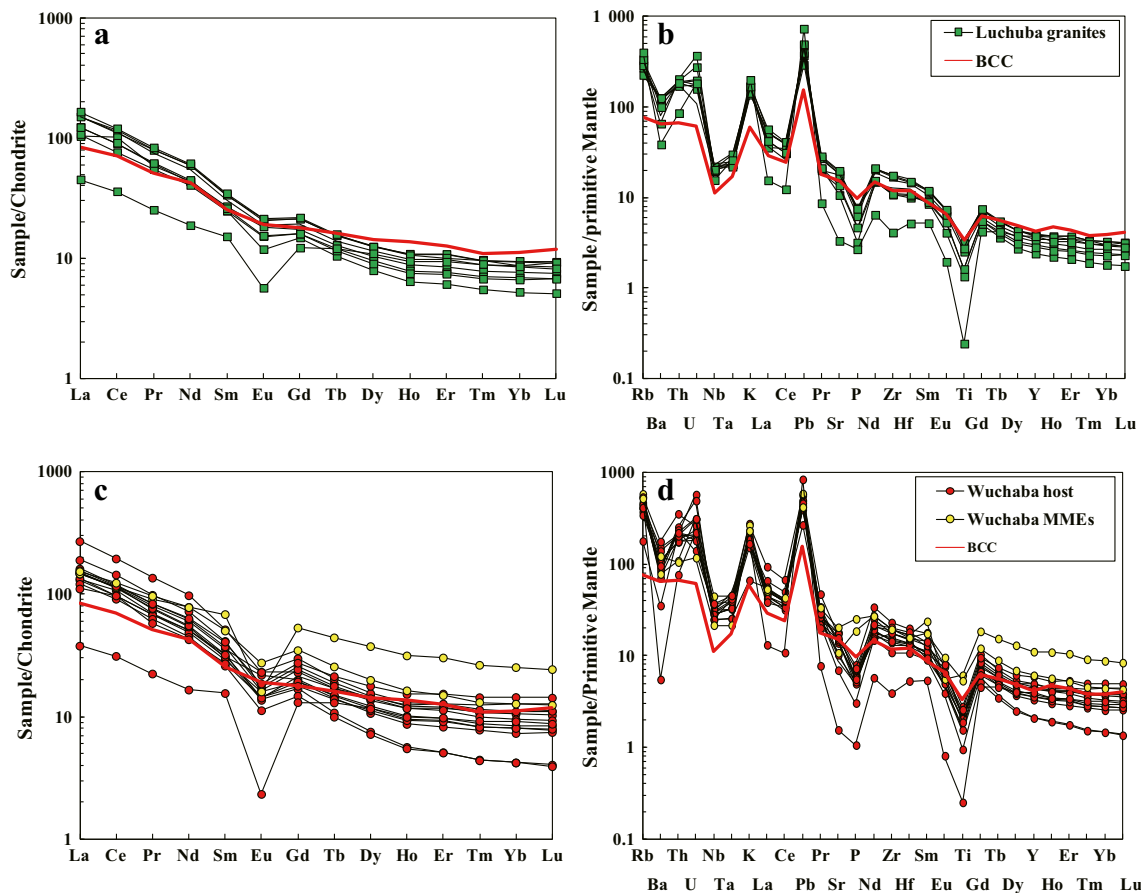 a
Sample/Chondrite
1000
100
10
1
La Ce Pr Nd Sm Eu Gd Tb Dy Ho Er Tm Yb Lu
b
Luchuba granites
BCC
Sample/primitive Mantle
1 000
100
10
1
0.1
Rb Th Nb K Ce Pr P Zr Sm Ti Tb Y Er Yb
Ba U Ta La Pb Sr Nd Hf Eu Gd Dy Ho Tm Lu
c
Sample/Chondrite
1000
100
10
1
La Ce Pr Nd Sm Eu Gd Tb Dy Ho Er Tm Yb Lu
d
Wuchaba host
Wuchaba MMEs
BCC
Sample/Primitive Mantle
1000
100
10
1
0.1
Rb Th Nb K Ce Pr P Zr Sm Ti Tb Y Er Yb
Ba U Ta La Pb Sr Nd Hf Eu Gd Dy Ho Tm Lu